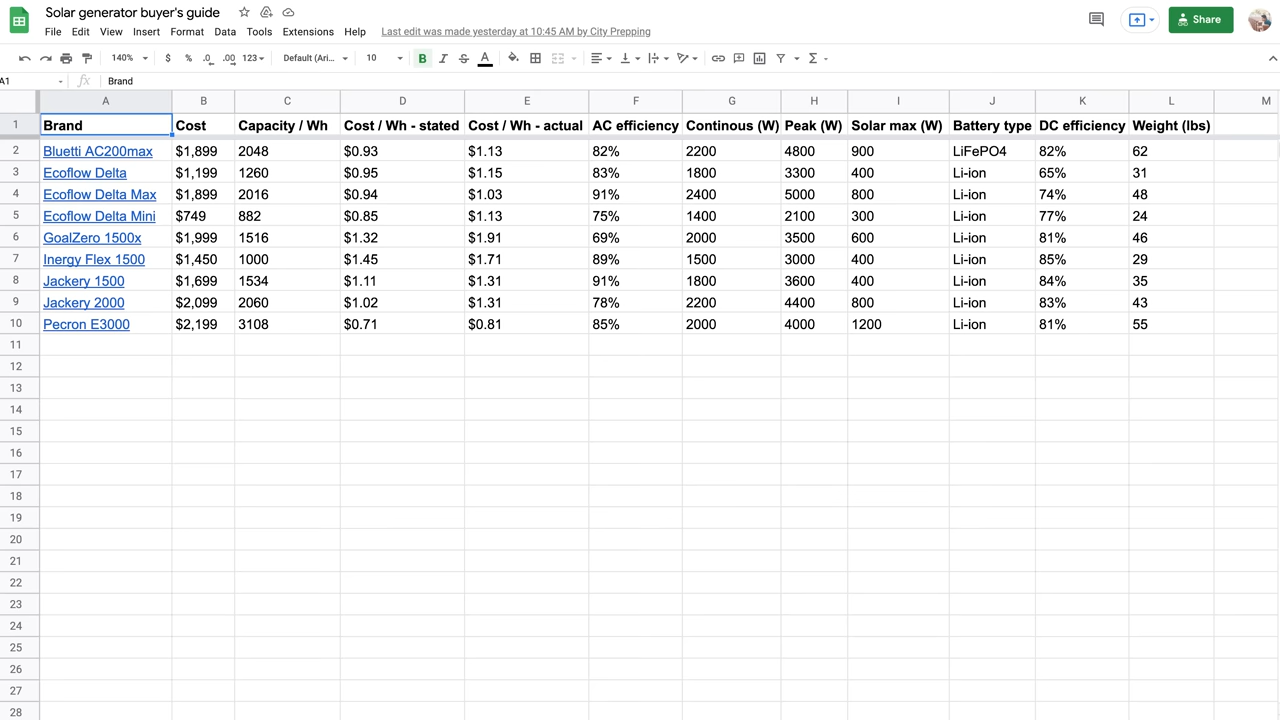 Solar generator buyer's guide
File Edit View Insert Format Data Tools Extensions Help Last edit was made yesterday at 10:45 AM by City Prepping
Share
140% $ % .0 .00 123 Default (Ari... 10 B I S A
A1 fx Brand
A B C D E F G H I J K L M
1 Brand Cost Capacity / Wh Cost / Wh - stated Cost / Wh - actual AC efficiency Continous (W) Peak (W) Solar max (W) Battery type DC efficiency Weight (lbs)
2 Bluetti AC200max $1,899 2048 $0.93 $1.13 82% 2200 4800 900 LiFePO4 82% 62
3 Ecoflow Delta $1,199 1260 $0.95 $1.15 83% 1800 3300 400 Li-ion 65% 31
4 Ecoflow Delta Max $1,899 2016 $0.94 $1.03 91% 2400 5000 800 Li-ion 74% 48
5 Ecoflow Delta Mini $749 882 $0.85 $1.13 75% 1400 2100 300 Li-ion 77% 24
6 GoalZero 1500x $1,999 1516 $1.32 $1.91 69% 2000 3500 600 Li-ion 81% 46
7 Inergy Flex 1500 $1,450 1000 $1.45 $1.71 89% 1500 3000 400 Li-ion 85% 29
8 Jackery 1500 $1,699 1534 $1.11 $1.31 91% 1800 3600 400 Li-ion 84% 35
9 Jackery 2000 $2,099 2060 $1.02 $1.31 78% 2200 4400 800 Li-ion 83% 43
10 Pecron E3000 $2,199 3108 $0.71 $0.81 85% 2000 4000 1200 Li-ion 81% 55
11
12
13
14
15
16
17
18
19
20
21
22
23
24
25
26
27
28